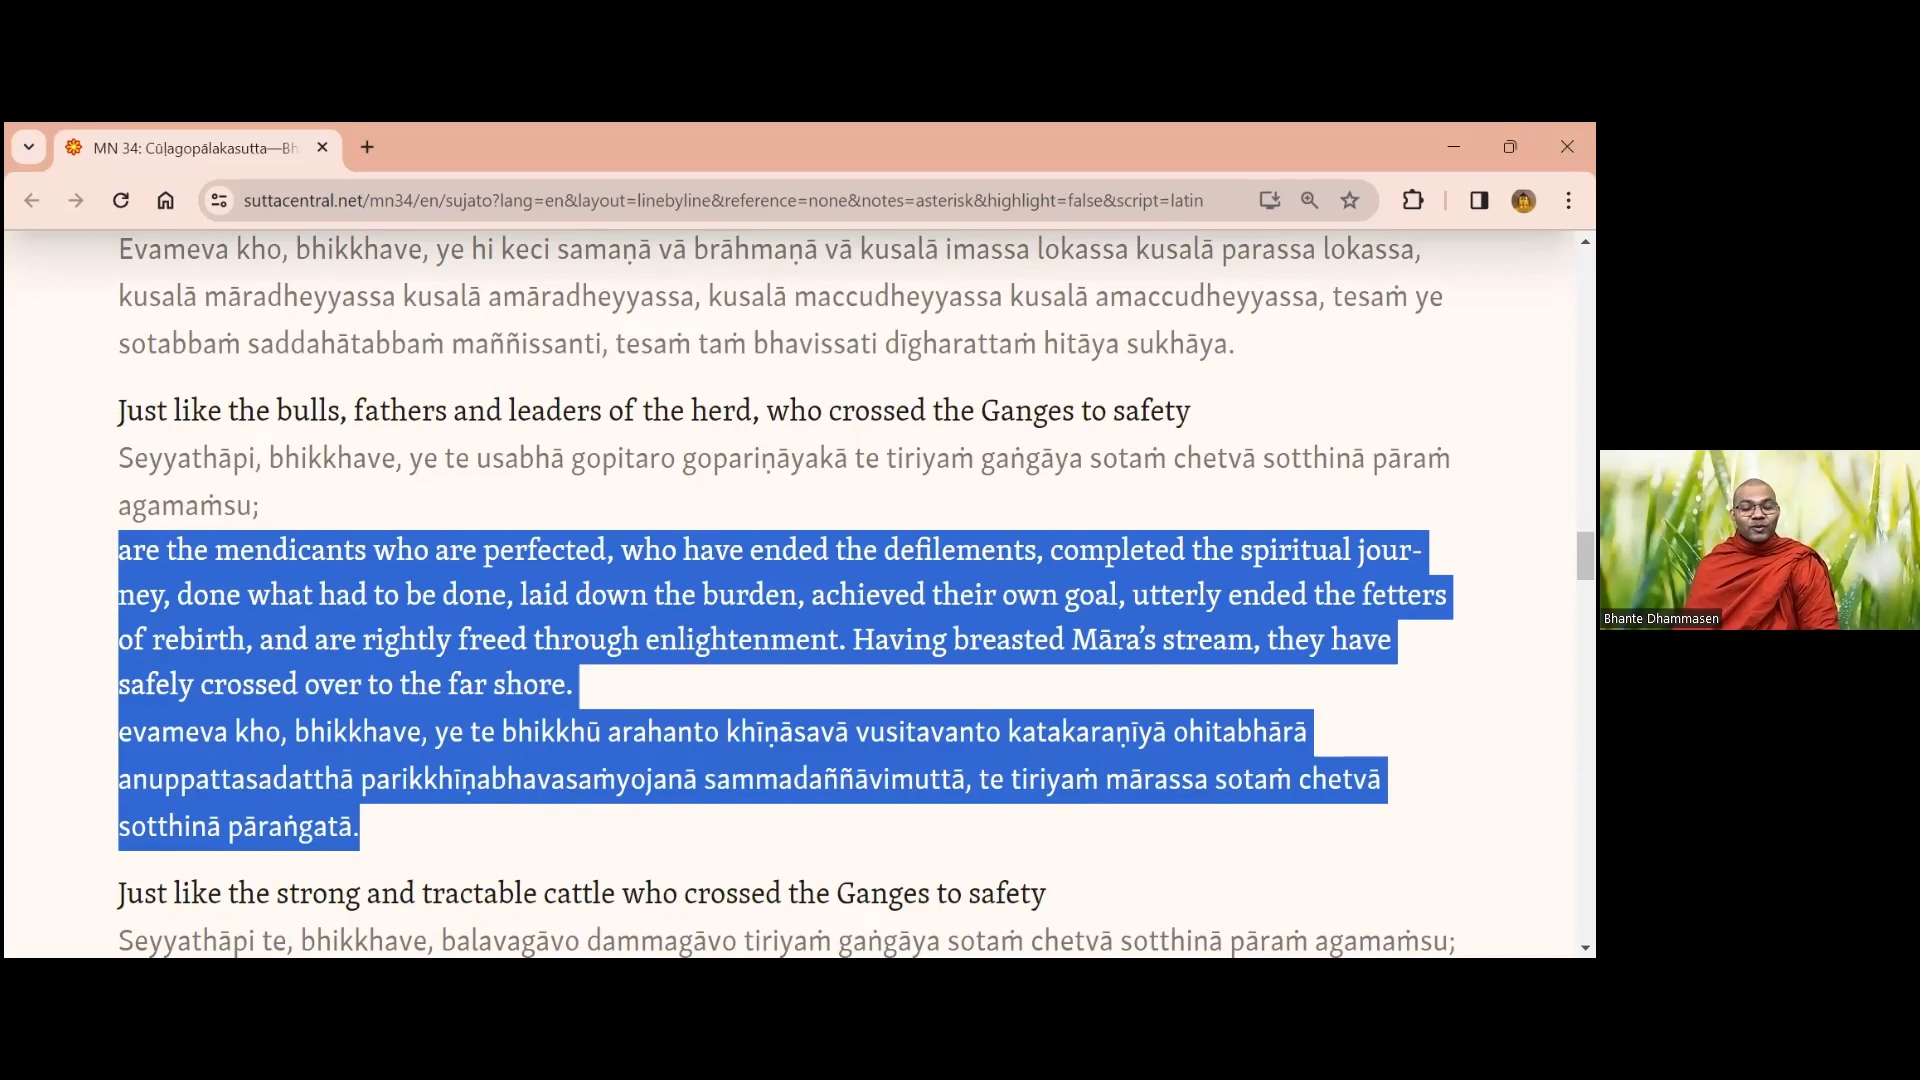 MN 34: Cūḷagopālakasutta—Bh
suttacentral.net/mn34/en/sujato?lang=en&layout=linebyline&reference=none&notes=asterisk&highlight=false&script=latin
Evameva kho, bhikkhave, ye hi keci samaṇā vā brāhmaṇā vā kusalā imassa lokassa kusalā parassa lokassa,
kusalā māradheyyassa kusalā amāradheyyassa, kusalā maccudheyyassa kusalā amaccudheyyassa, tesaṁ ye
sotabbaṁ saddahātabbaṁ maññissanti, tesaṁ taṁ bhavissati dīgharattaṁ hitāya sukhāya.
Just like the bulls, fathers and leaders of the herd, who crossed the Ganges to safety
Seyyathāpi, bhikkhave, ye te usabhā gopitaro gopariṇāyakā te tiriyaṁ gaṅgāya sotaṁ chetvā sotthinā pāraṁ
agamaṁsu;
are the mendicants who are perfected, who have ended the defilements, completed the spiritual jour-
ney, done what had to be done, laid down the burden, achieved their own goal, utterly ended the fetters
of rebirth, and are rightly freed through enlightenment. Having breasted Māra’s stream, they have
safely crossed over to the far shore.
evameva kho, bhikkhave, ye te bhikkhū arahanto khīṇāsavā vusitavanto katakaraṇīyā ohitabhārā
anuppattasadatthā parikkhīṇabhavasaṁyojanā sammadaññāvimuttā, te tiriyaṁ mārassa sotaṁ chetvā
sotthinā pāraṅgatā.
Just like the strong and tractable cattle who crossed the Ganges to safety
Seyyathāpi te, bhikkhave, balavagāvo dammagāvo tiriyaṁ gaṅgāya sotaṁ chetvā sotthinā pāraṁ agamaṁsu;
Bhante Dhammasen